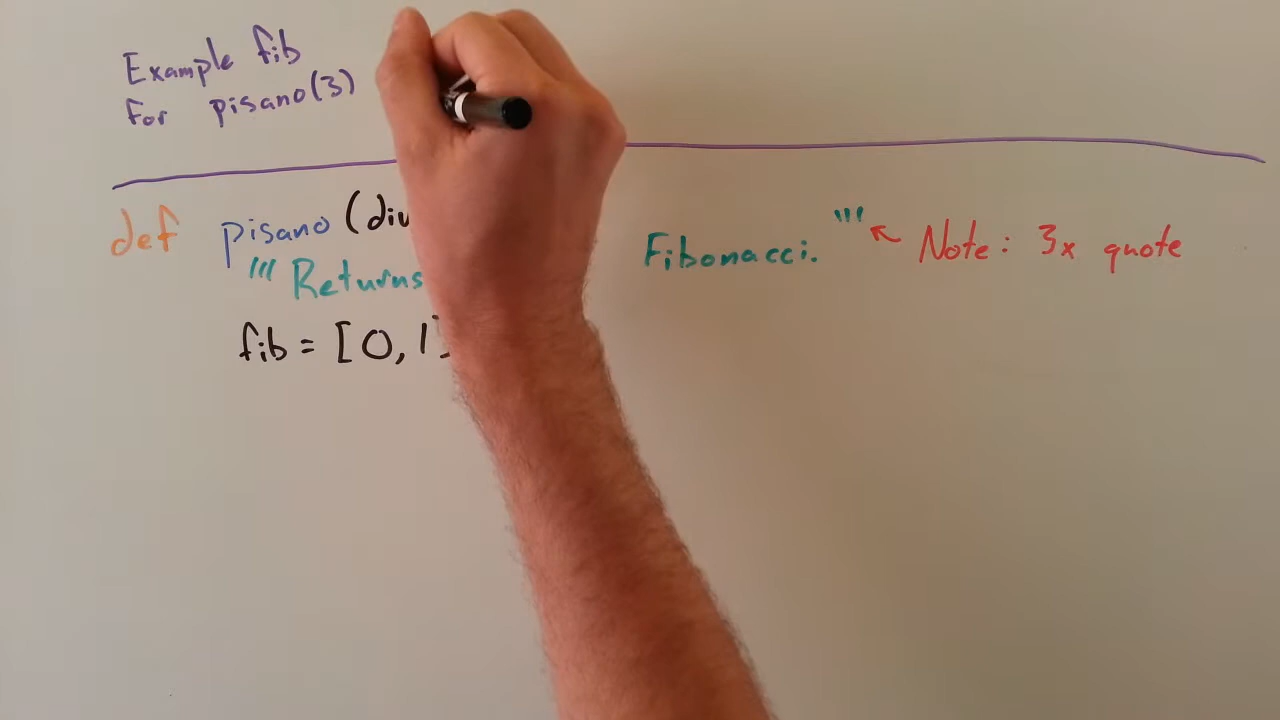 Example fib
for pisano(3)
def pisano (div
''' Returns Fibonacci. ''' Note: 3x quote
fib = [0,1]